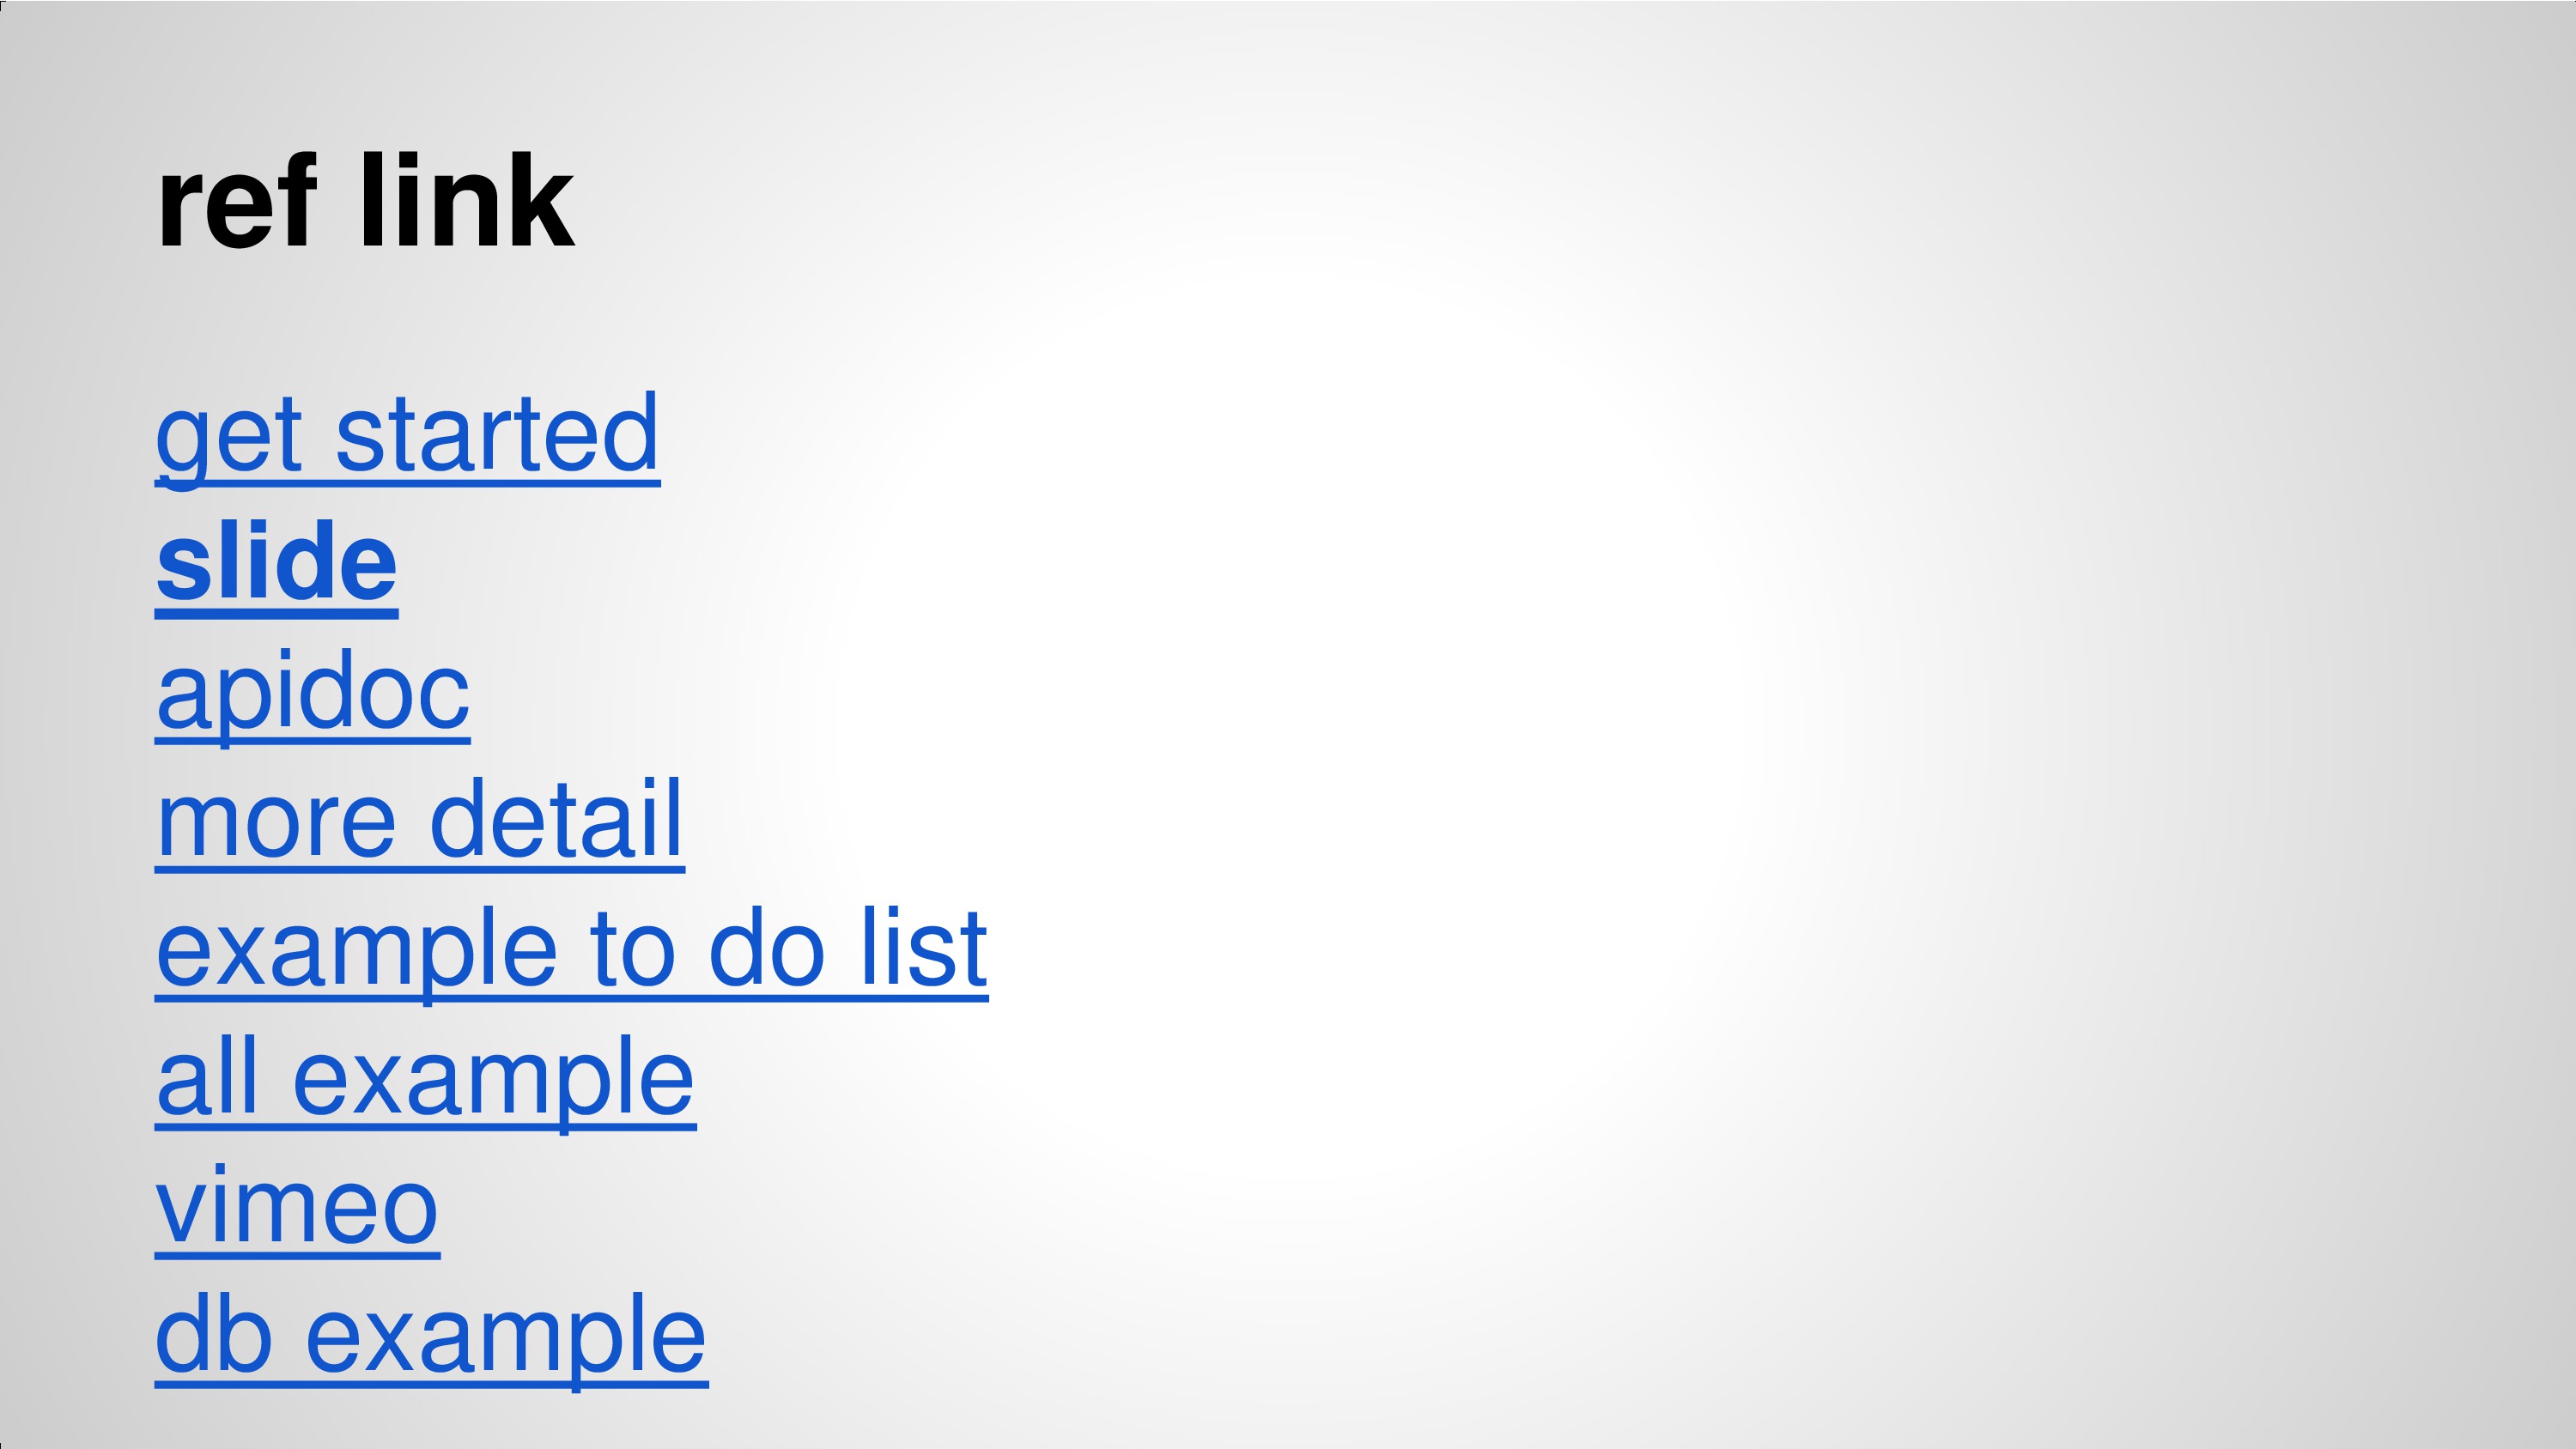 ref link
get started
slide
apidoc
more detail
example to do list
all example
vimeo
db example